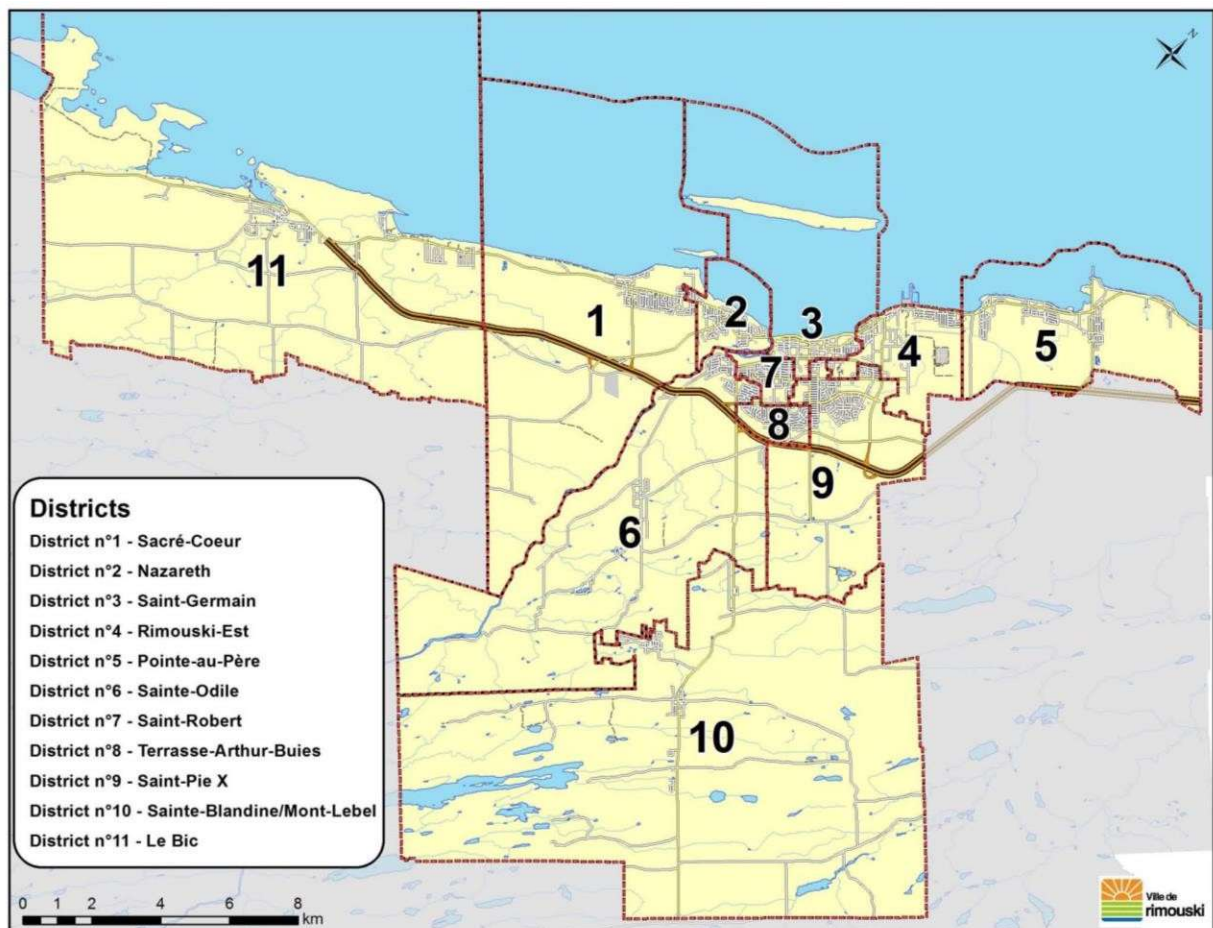 N
11
1
2
3
4
5
7
8
9
6
10
Districts
District n°1 - Sacré-Coeur
District n°2 - Nazareth
District n°3 - Saint-Germain
District n°4 - Rimouski-Est
District n°5 - Pointe-au-Père
District n°6 - Sainte-Odile
District n°7 - Saint-Robert
District n°8 - Terrasse-Arthur-Buies
District n°9 - Saint-Pie X
District n°10 - Sainte-Blandine/Mont-Lebel
District n°11 - Le Bic
0 1 2 4 6 8
km
Ville de
rimouski